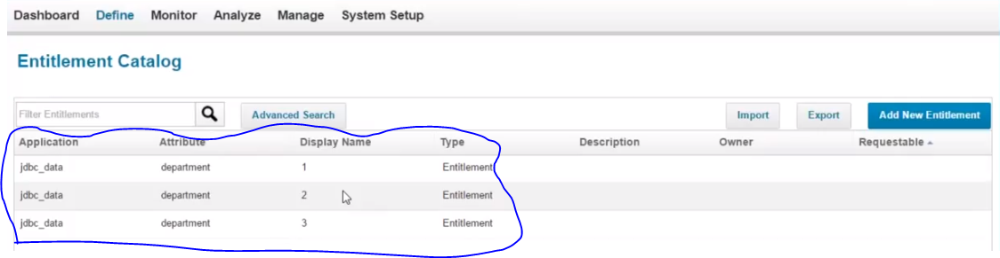 Dashboard Define Monitor Analyze Manage System Setup
Entitlement Catalog
Filter Entitlements Advanced Search Import Export Add New Entitlement
Application Attribute Display Name Type Description Owner Requestable
jdbc_data department 1 Entitlement
jdbc_data department 2 Entitlement
jdbc_data department 3 Entitlement